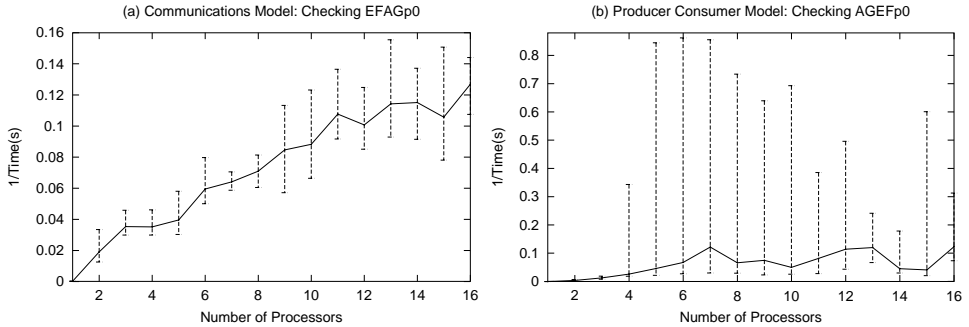 (a) Communications Model: Checking EFAGp0
0.16
0.14
0.12
0.1
0.08
0.06
0.04
0.02
0
1/Time(s)
2 4 6 8 10 12 14 16
Number of Processors
(b) Producer Consumer Model: Checking AGEFp0
0.8
0.7
0.6
0.5
0.4
0.3
0.2
0.1
0
1/Time(s)
2 4 6 8 10 12 14 16
Number of Processors